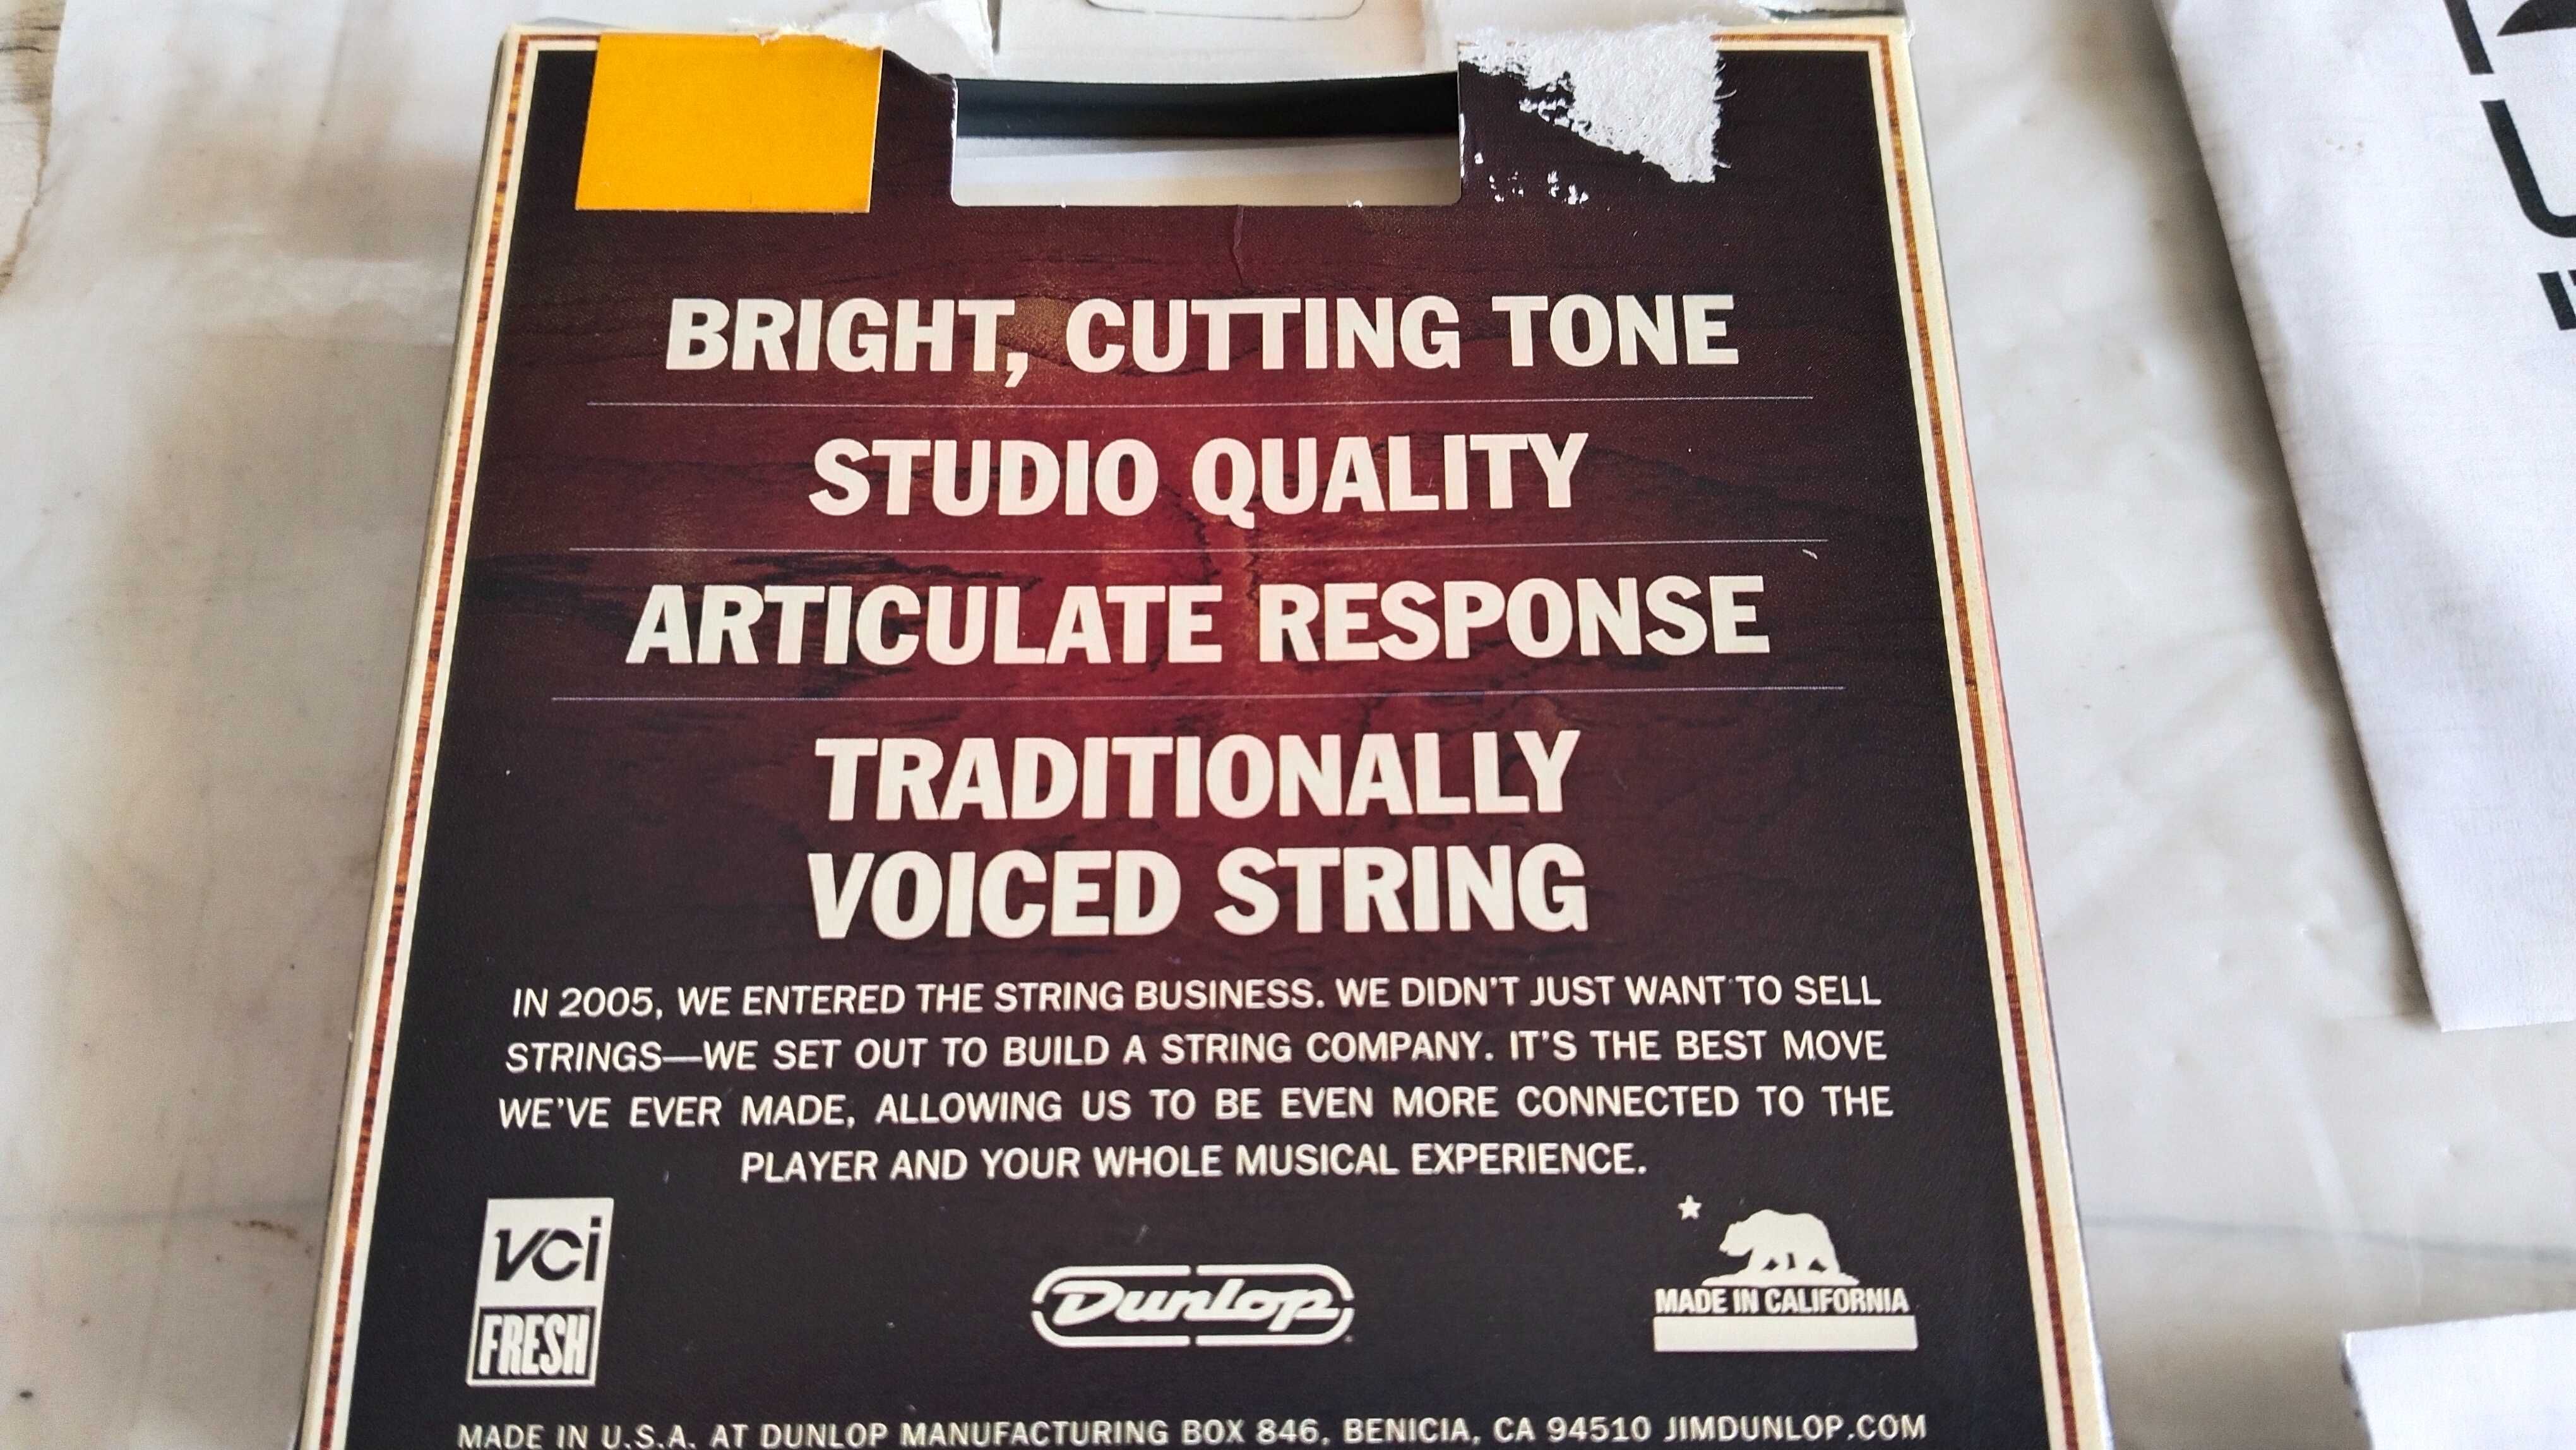 BRIGHT, CUTTING TONE
STUDIO QUALITY
ARTICULATE RESPONSE
TRADITIONALLY
VOICED STRING
IN 2005, WE ENTERED THE STRING BUSINESS. WE DIDN'T JUST WANT TO SELL
STRINGS—WE SET OUT TO BUILD A STRING COMPANY. IT'S THE BEST MOVE
WE'VE EVER MADE, ALLOWING US TO BE EVEN MORE CONNECTED TO THE
PLAYER AND YOUR WHOLE MUSICAL EXPERIENCE.
vci
FRESH
Dunlop
MADE IN CALIFORNIA
MADE IN U.S.A. AT DUNLOP MANUFACTURING BOX 846, BENICIA, CA 94510 JIMDUNLOP.COM